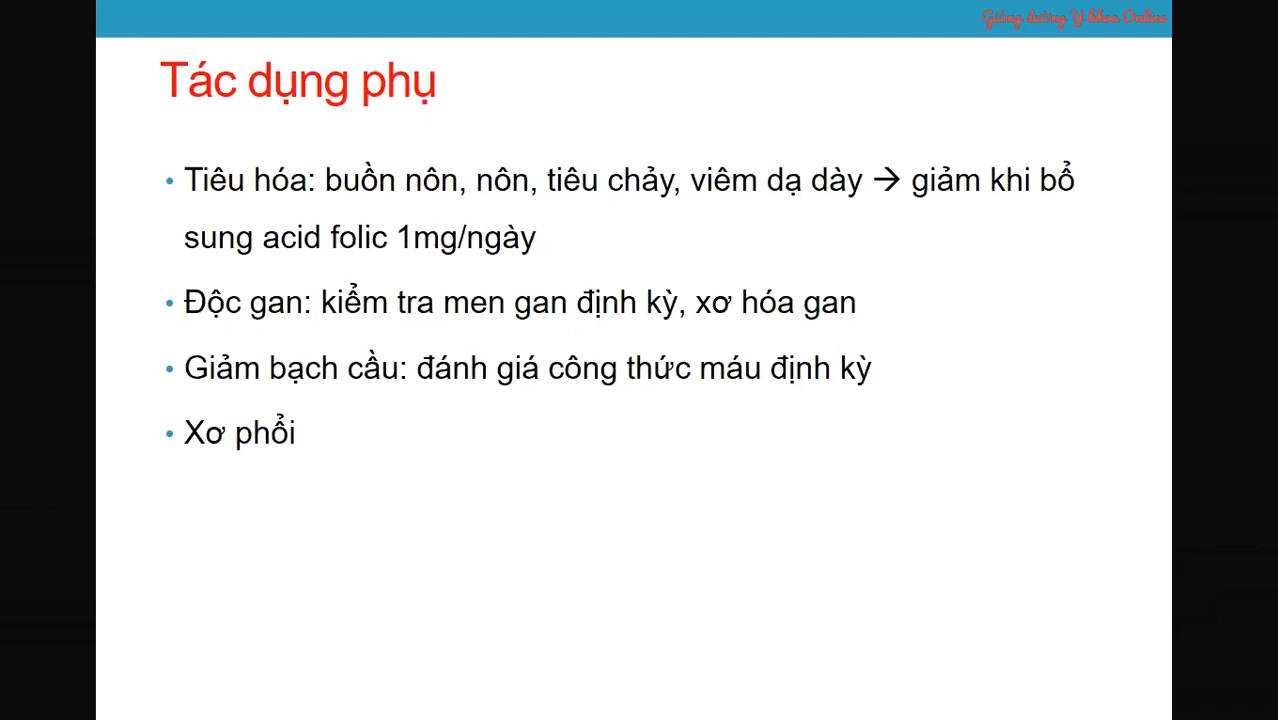 Giảng đường Y khoa Online
Tác dụng phụ
• Tiêu hóa: buồn nôn, nôn, tiêu chảy, viêm dạ dày → giảm khi bổ
sung acid folic 1mg/ngày
• Độc gan: kiểm tra men gan định kỳ, xơ hóa gan
• Giảm bạch cầu: đánh giá công thức máu định kỳ
• Xơ phổi